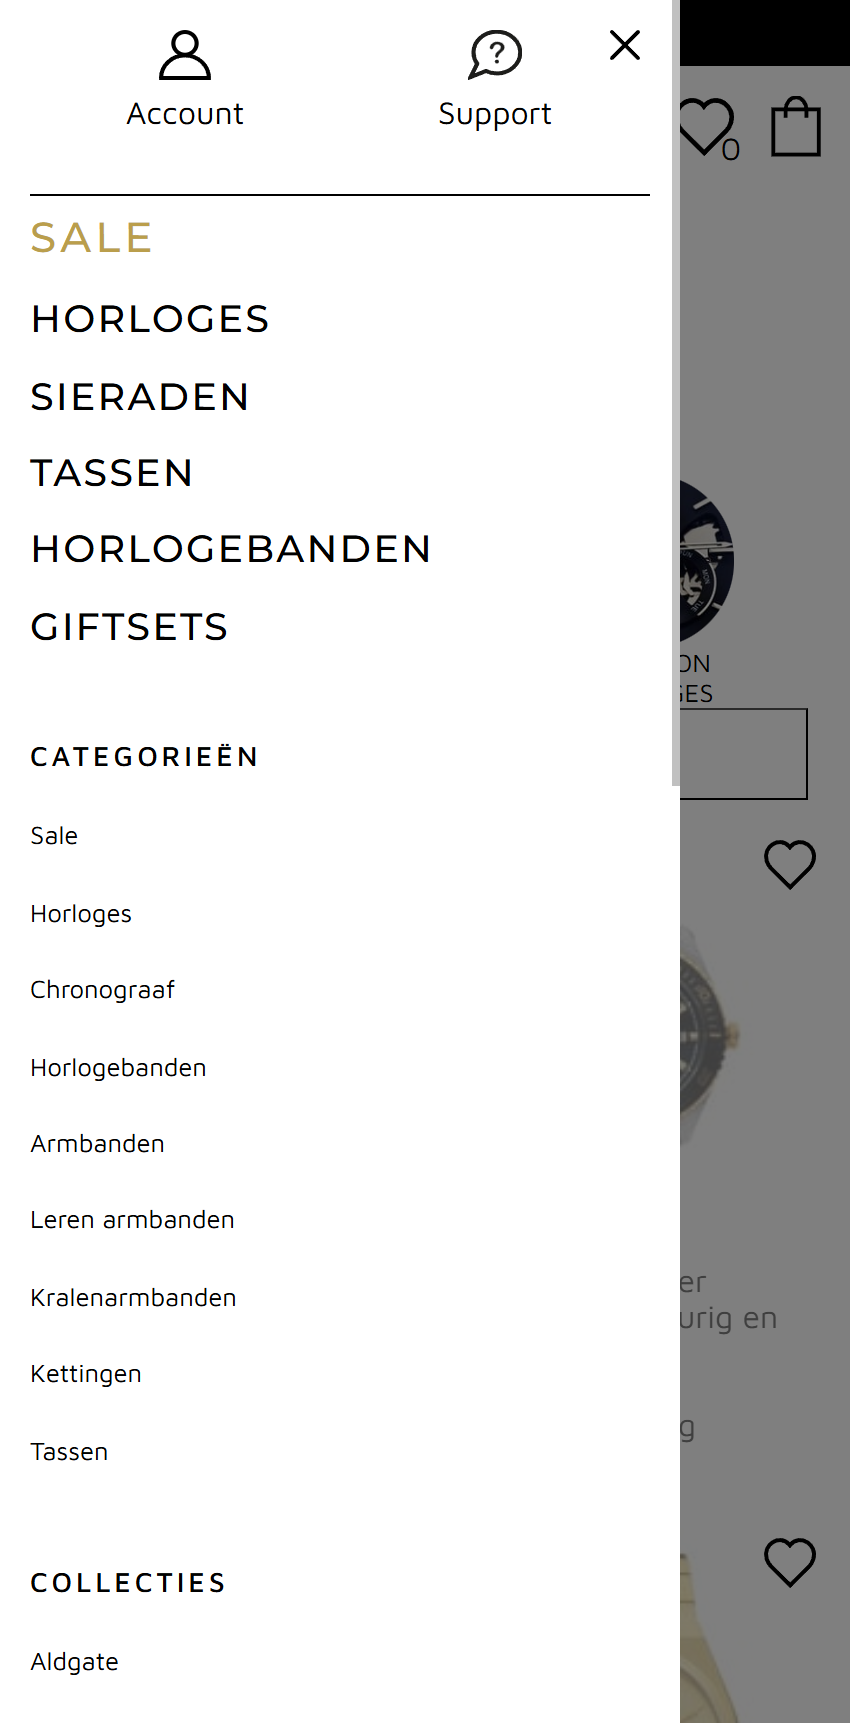 Account
Support
0
SALE
HORLOGES
SIERADEN
TASSEN
HORLOGEBANDEN
GIFTSETS
ON
GES
CATEGORIEËN
Sale
Horloges
Chronograaf
Horlogebanden
Armbanden
Leren armbanden
Kralenarmbanden
er
urig en
Kettingen
g
Tassen
COLLECTIES
Aldgate